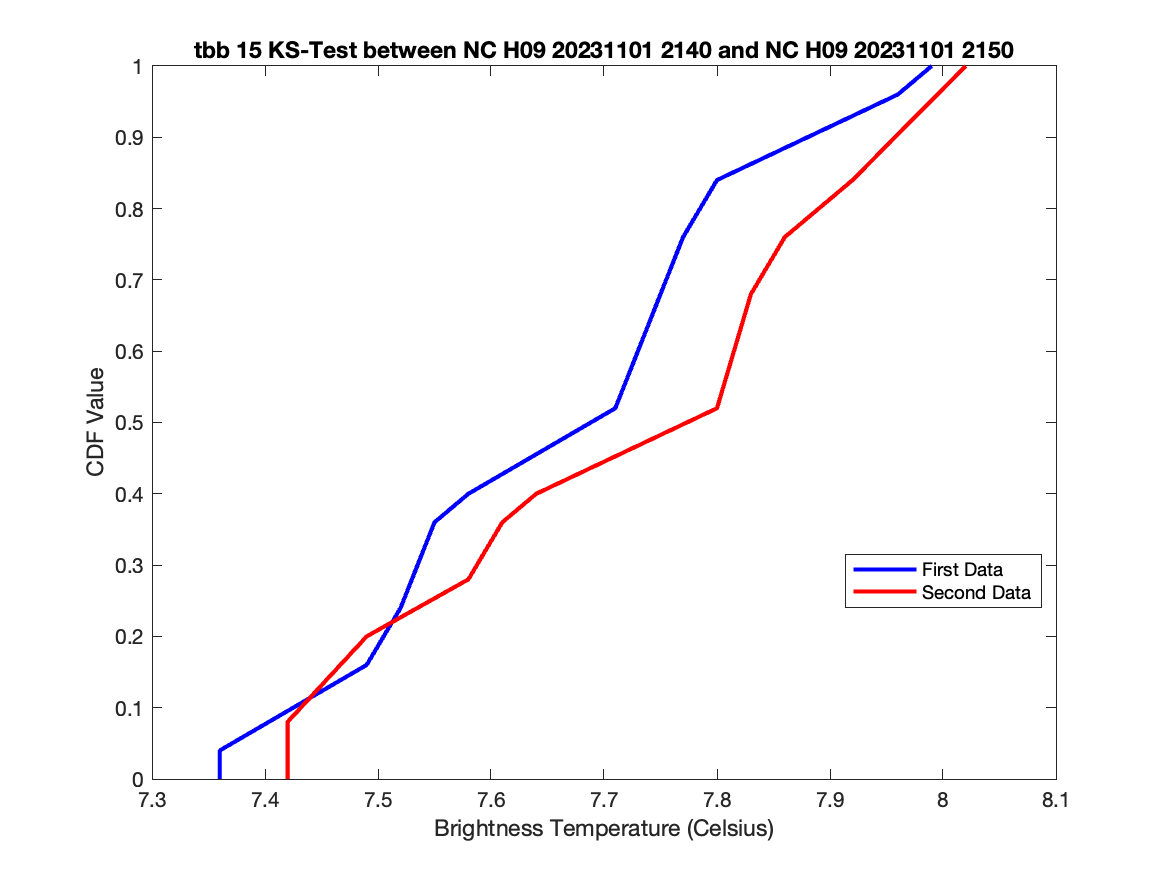 tbb 15 KS-Test between NC H09 20231101 2140 and NC H09 20231101 2150
1
0.9
0.8
0.7
0.6
0.5
0.4
0.3
0.2
0.1
0
CDF Value
First Data
Second Data
7.3 7.4 7.5 7.6 7.7 7.8 7.9 8 8.1
Brightness Temperature (Celsius)